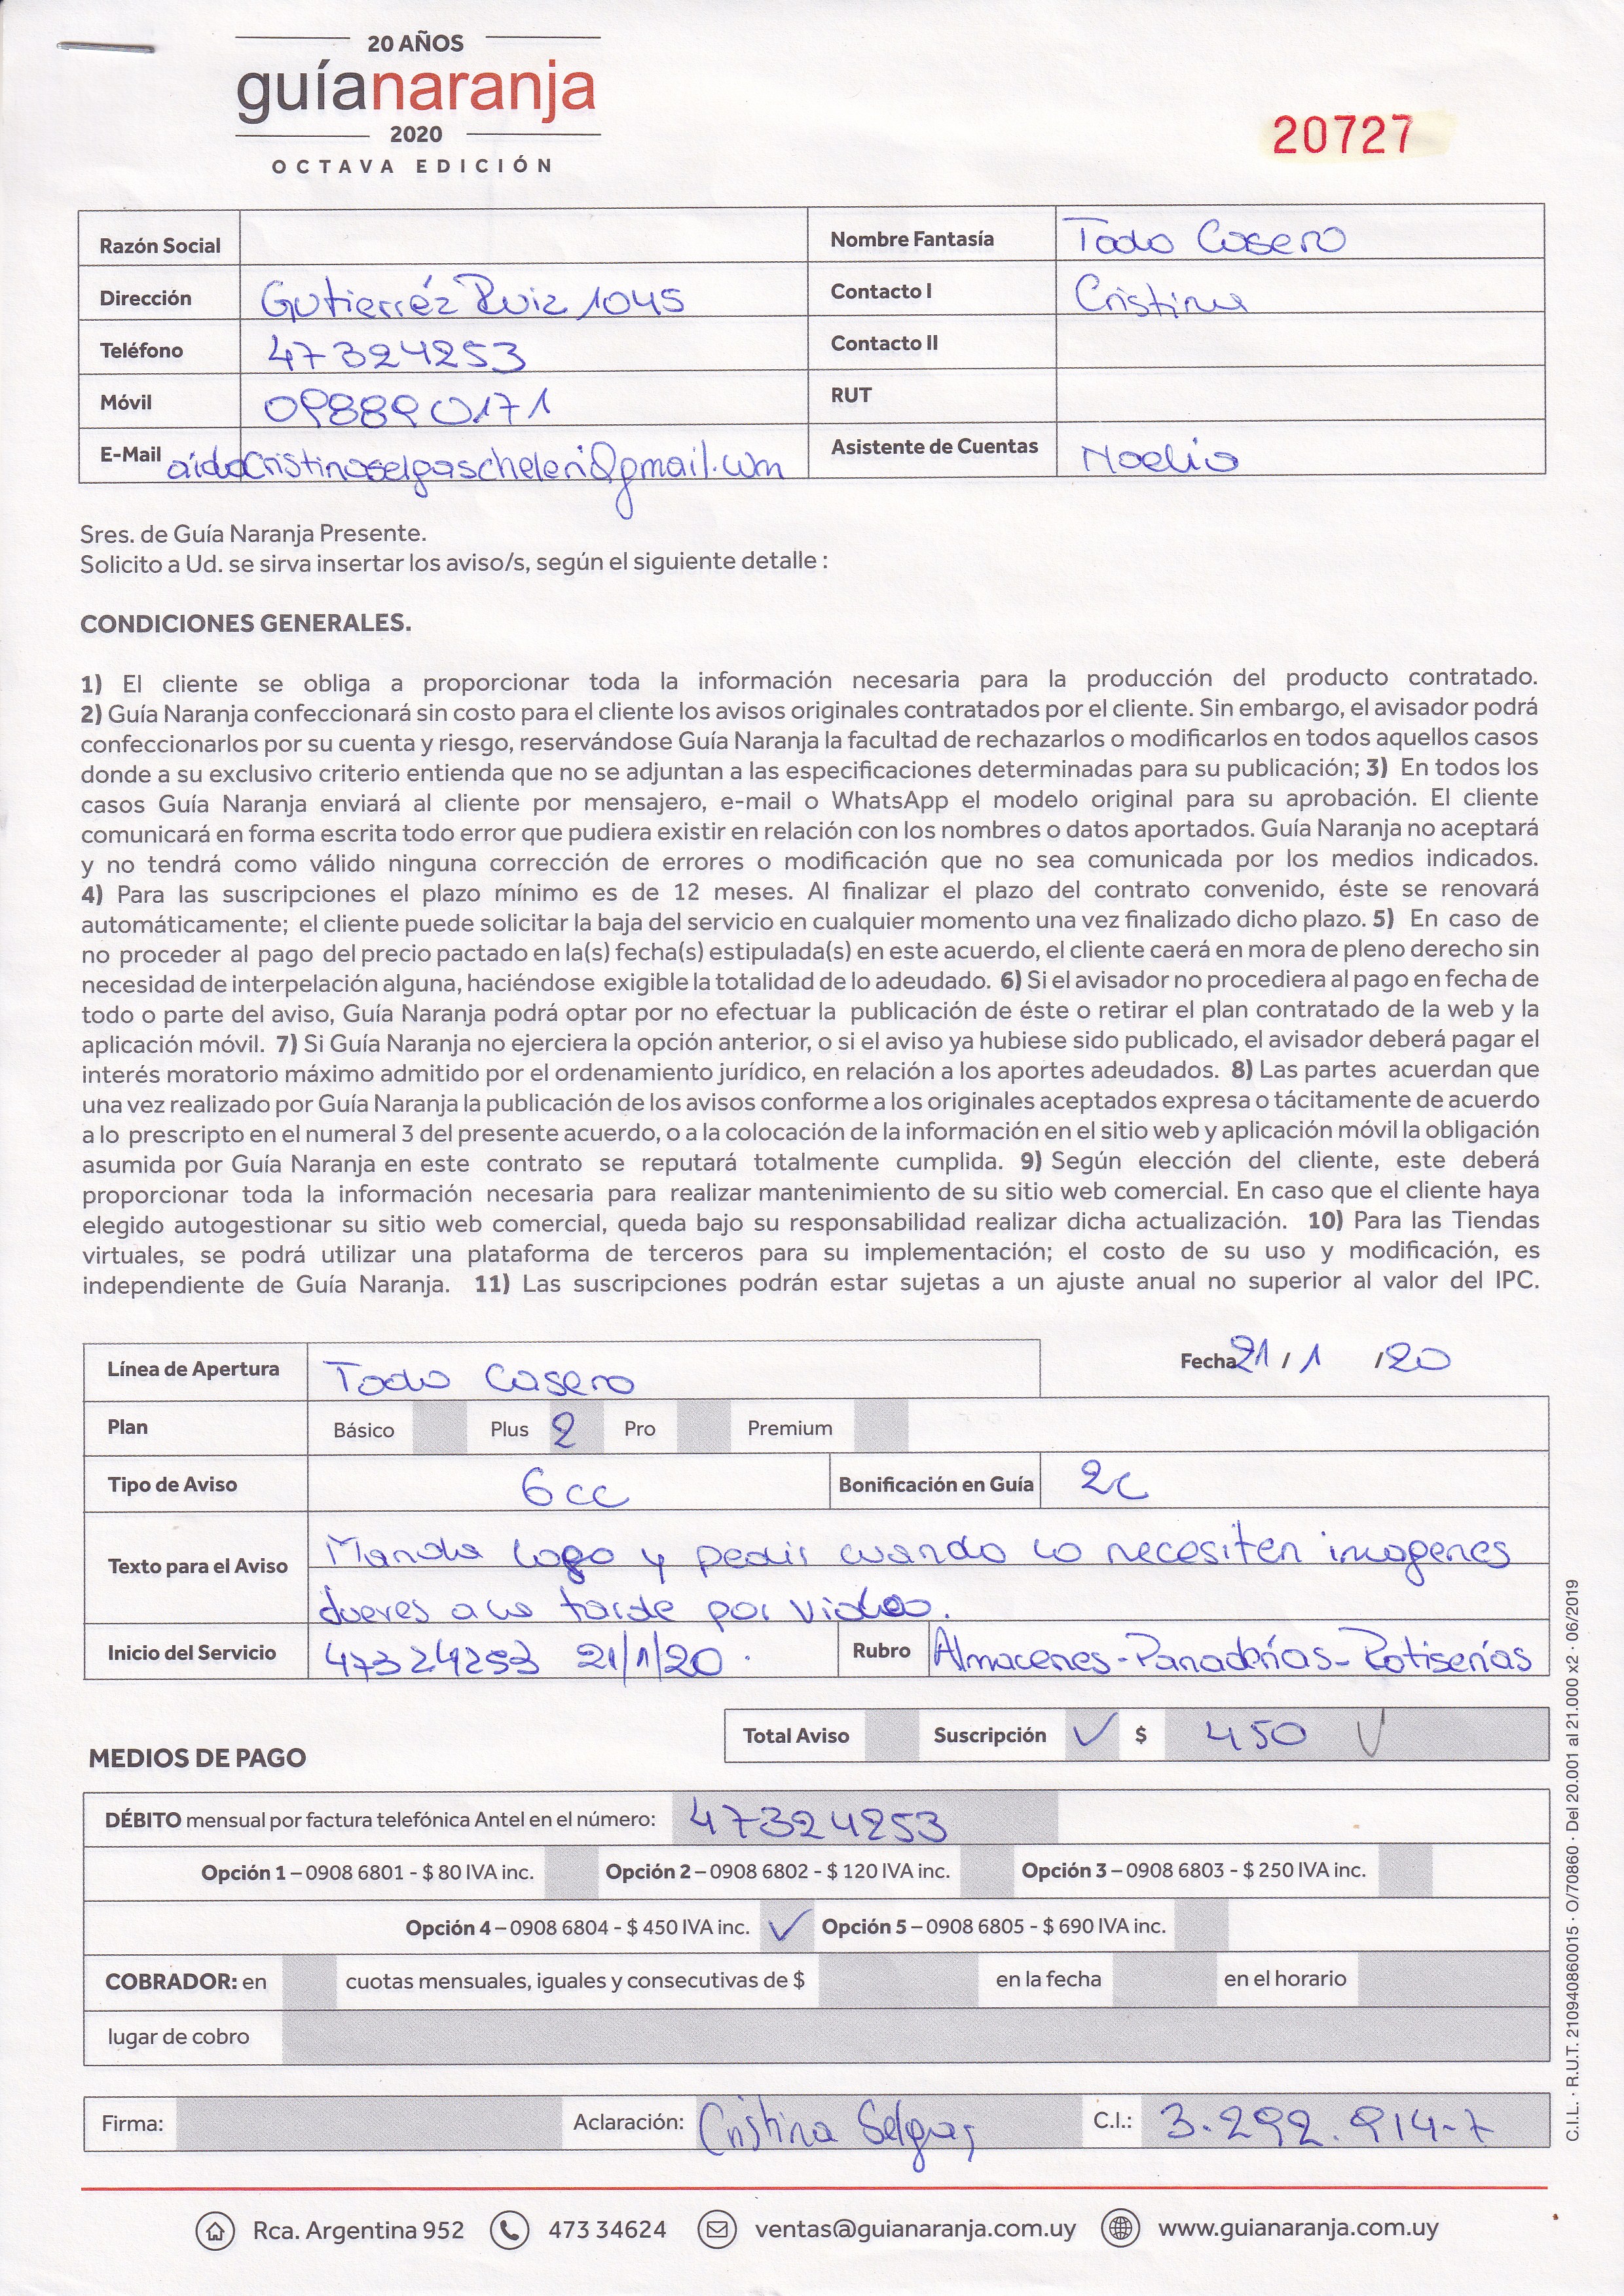 20 AÑOS
guíanaranja
2020
OCTAVA EDICIÓN
20727
Razón Social
Nombre Fantasía Todo Casero
Dirección Gutierréz Ruiz 1045
Contacto I Cristina
Teléfono 47324253
Contacto II
Móvil 098890171
RUT
E-Mail aidaCristinaselgascheleri@gmail.com
Asistente de Cuentas Noelia
Sres. de Guía Naranja Presente.
Solicito a Ud. se sirva insertar los aviso/s, según el siguiente detalle :
CONDICIONES GENERALES.
1) El cliente se obliga a proporcionar toda la información necesaria para la producción del producto contratado.
2) Guía Naranja confeccionará sin costo para el cliente los avisos originales contratados por el cliente. Sin embargo, el avisador podrá
confeccionarlos por su cuenta y riesgo, reservándose Guía Naranja la facultad de rechazarlos o modificarlos en todos aquellos casos
donde a su exclusivo criterio entienda que no se adjuntan a las especificaciones determinadas para su publicación; 3) En todos los
casos Guía Naranja enviará al cliente por mensajero, e-mail o WhatsApp el modelo original para su aprobación. El cliente
comunicará en forma escrita todo error que pudiera existir en relación con los nombres o datos aportados. Guía Naranja no aceptará
y no tendrá como válido ninguna corrección de errores o modificación que no sea comunicada por los medios indicados.
4) Para las suscripciones el plazo mínimo es de 12 meses. Al finalizar el plazo del contrato convenido, éste se renovará
automáticamente; el cliente puede solicitar la baja del servicio en cualquier momento una vez finalizado dicho plazo. 5) En caso de
no proceder al pago del precio pactado en la(s) fecha(s) estipulada(s) en este acuerdo, el cliente caerá en mora de pleno derecho sin
necesidad de interpelación alguna, haciéndose exigible la totalidad de lo adeudado. 6) Si el avisador no procediera al pago en fecha de
todo o parte del aviso, Guía Naranja podrá optar por no efectuar la publicación de éste o retirar el plan contratado de la web y la
aplicación móvil. 7) Si Guía Naranja no ejerciera la opción anterior, o si el aviso ya hubiese sido publicado, el avisador deberá pagar el
interés moratorio máximo admitido por el ordenamiento jurídico, en relación a los aportes adeudados. 8) Las partes acuerdan que
una vez realizado por Guía Naranja la publicación de los avisos conforme a los originales aceptados expresa o tácitamente de acuerdo
a lo prescripto en el numeral 3 del presente acuerdo, o a la colocación de la información en el sitio web y aplicación móvil la obligación
asumida por Guía Naranja en este contrato se reputará totalmente cumplida. 9) Según elección del cliente, este deberá
proporcionar toda la información necesaria para realizar mantenimiento de su sitio web comercial. En caso que el cliente haya
elegido autogestionar su sitio web comercial, queda bajo su responsabilidad realizar dicha actualización. 10) Para las Tiendas
virtuales, se podrá utilizar una plataforma de terceros para su implementación; el costo de su uso y modificación, es
independiente de Guía Naranja. 11) Las suscripciones podrán estar sujetas a un ajuste anual no superior al valor del IPC.
Línea de Apertura Todo Casero
Fecha 21 / 1 / 20
Plan Básico Plus 2 Pro Premium
Tipo de Aviso 6cc Bonificación en Guía 2c
Texto para el Aviso Manda logo y pedir cuando lo necesiten imagenes
Jueves a la tarde por video.
Inicio del Servicio 47324253 21/1/20. Rubro Almacenes-Panaderías-Rotiserías
Total Aviso Suscripción ✓ $ 450 ✓
MEDIOS DE PAGO
DÉBITO mensual por factura telefónica Antel en el número: 47324253
Opción 1 – 0908 6801 - $ 80 IVA inc. Opción 2 – 0908 6802 - $ 120 IVA inc. Opción 3 – 0908 6803 - $ 250 IVA inc.
Opción 4 – 0908 6804 - $ 450 IVA inc. ✓ Opción 5 – 0908 6805 - $ 690 IVA inc.
COBRADOR: en cuotas mensuales, iguales y consecutivas de $ en la fecha en el horario
lugar de cobro
Firma: Aclaración: Cristina Selgas C.I.: 3.292.914-7
C.I.L. · R.U.T. 210940860015 · O/70860 · Del 20.001 al 21.000 x2 · 06/2019
Rca. Argentina 952 473 34624 ventas@guianaranja.com.uy www.guianaranja.com.uy